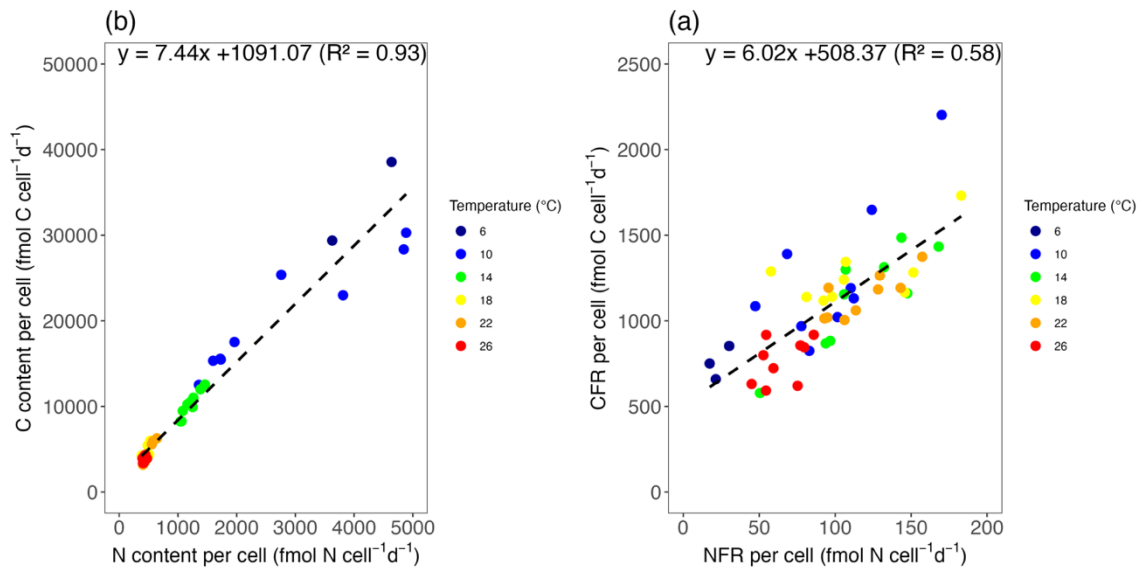 (b)
y = 7.44x +1091.07 (R² = 0.93)
C content per cell (fmol C cell⁻¹d⁻¹)
50000
40000
30000
20000
10000
0
0 1000 2000 3000 4000 5000
N content per cell (fmol N cell⁻¹d⁻¹)
Temperature (°C)
6
10
14
18
22
26
(a)
y = 6.02x +508.37 (R² = 0.58)
CFR per cell (fmol C cell⁻¹d⁻¹)
2500
2000
1500
1000
500
0
0 50 100 150 200
NFR per cell (fmol N cell⁻¹d⁻¹)
Temperature (°C)
6
10
14
18
22
26